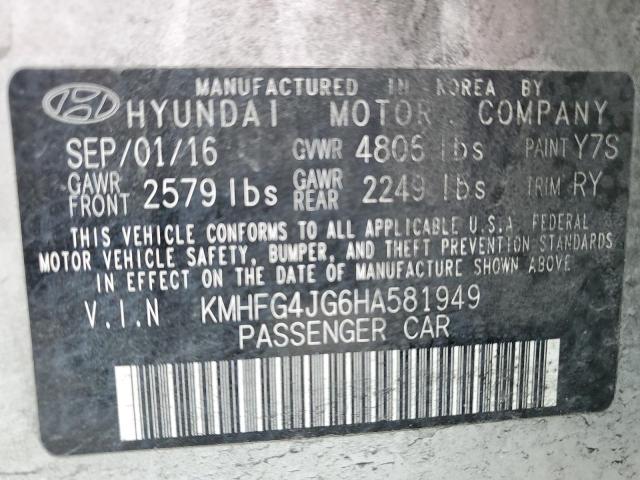 MANUFACTURED IN KOREA BY
HYUNDAI MOTOR COMPANY
SEP/01/16 GVWR 4806 lbs PAINT Y7S
GAWR FRONT 2579 lbs GAWR REAR 2249 lbs TRIM RY
THIS VEHICLE CONFORMS TO ALL APPLICABLE U.S.A. FEDERAL
MOTOR VEHICLE SAFETY, BUMPER, AND THEFT PREVENTION STANDARDS
IN EFFECT ON THE DATE OF MANUFACTURE SHOWN ABOVE
V.I.N KMHFG4JG6HA581949
PASSENGER CAR